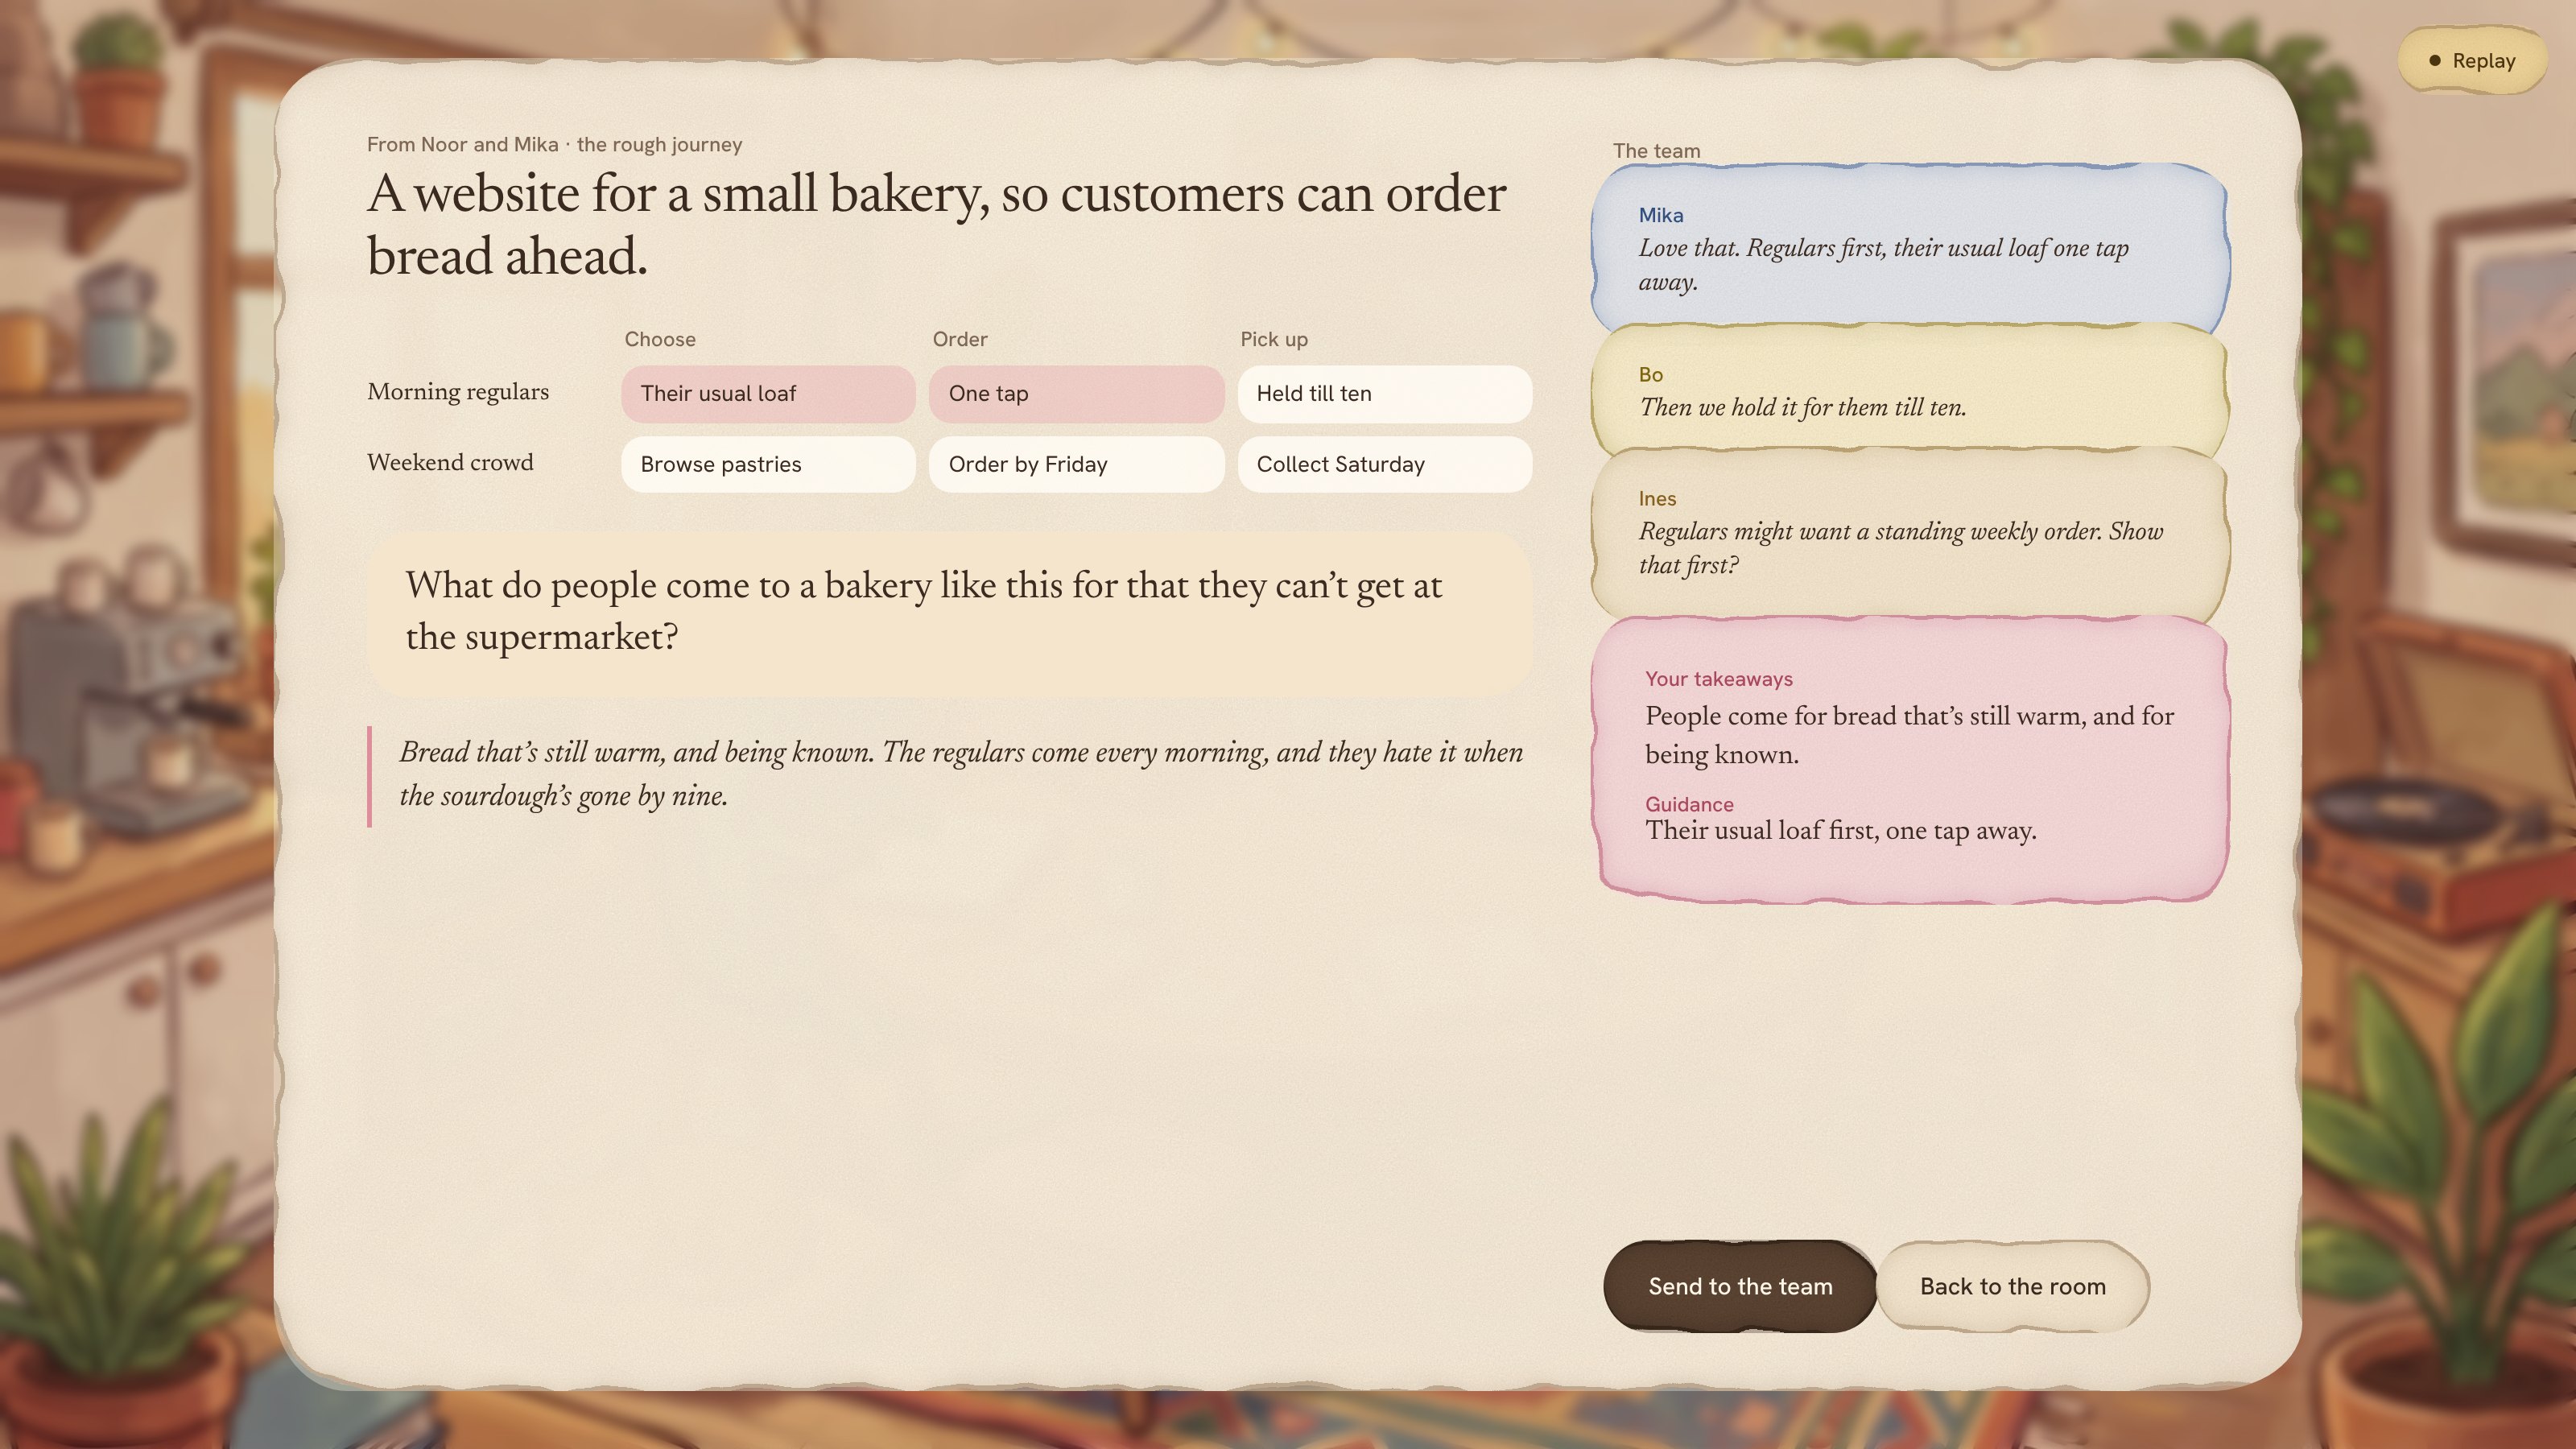 Replay
From Noor and Mika · the rough journey
A website for a small bakery, so customers can order
bread ahead.
Choose Order Pick up
Morning regulars Their usual loaf One tap Held till ten
Weekend crowd Browse pastries Order by Friday Collect Saturday
What do people come to a bakery like this for that they can’t get at
the supermarket?
Bread that’s still warm, and being known. The regulars come every morning, and they hate it when
the sourdough’s gone by nine.
The team
Mika
Love that. Regulars first, their usual loaf one tap
away.
Bo
Then we hold it for them till ten.
Ines
Regulars might want a standing weekly order. Show
that first?
Your takeaways
People come for bread that’s still warm, and for
being known.
Guidance
Their usual loaf first, one tap away.
Send to the team Back to the room